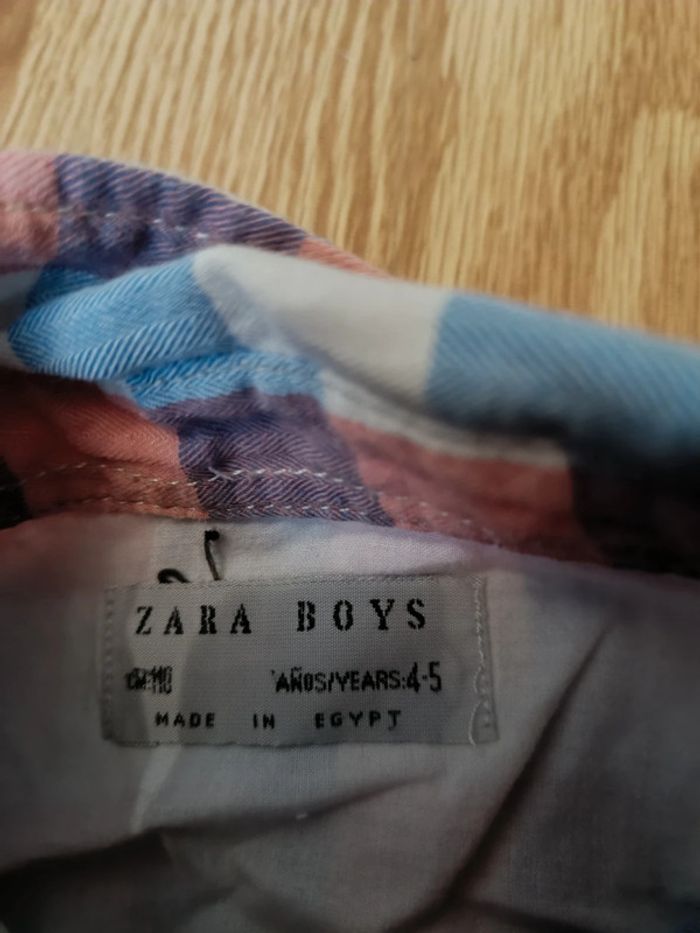 ZARA BOYS
CM:110 AÑOS/YEARS:4-5
MADE IN EGYPT